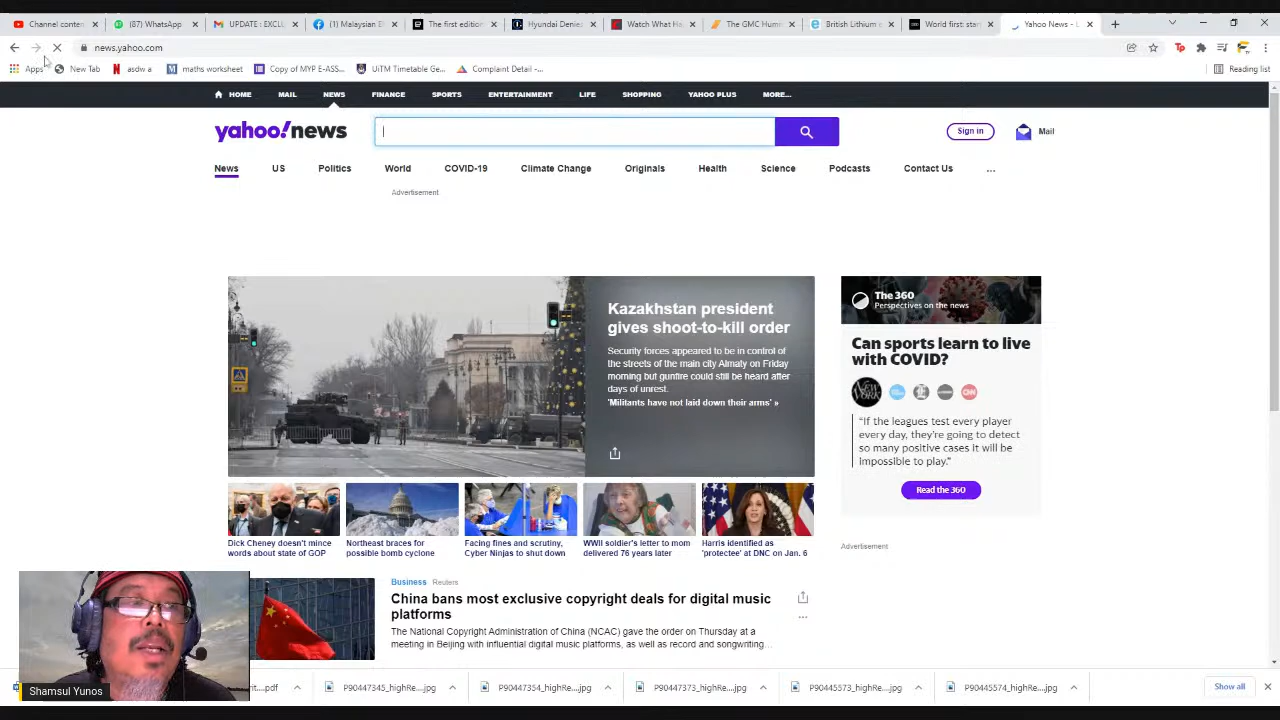 Channel conten
(87) WhatsApp
UPDATE : EXCL
(1) Malaysian E
The first edition
Hyundai Denie
Watch What Ha
The GMC Humm
British Lithium e
World first: star
Yahoo News - L
news.yahoo.com
Apps
New Tab
asdw a
maths worksheet
Copy of MYP E-ASS...
UiTM Timetable Ge...
Complaint Detail -...
Reading list
HOME
MAIL
NEWS
FINANCE
SPORTS
ENTERTAINMENT
LIFE
SHOPPING
YAHOO PLUS
MORE...
yahoo!news
Sign in
Mail
News
US
Politics
World
COVID-19
Climate Change
Originals
Health
Science
Podcasts
Contact Us
...
Advertisement
Kazakhstan president
gives shoot-to-kill order
Security forces appeared to be in control of
the streets of the main city Almaty on Friday
morning but gunfire could still be heard after
days of unrest.
'Militants have not laid down their arms' »
The 360
Perspectives on the news
Can sports learn to live
with COVID?
NEW YORK
CNN
"If the leagues test every player
every day, they're going to detect
so many positive cases it will be
impossible to play."
Read the 360
Dick Cheney doesn't mince
words about state of GOP
Northeast braces for
possible bomb cyclone
Facing fines and scrutiny,
Cyber Ninjas to shut down
WWII soldier's letter to mom
delivered 76 years later
Harris identified as
'protectee' at DNC on Jan. 6
Advertisement
Business Reuters
China bans most exclusive copyright deals for digital music
platforms
The National Copyright Administration of China (NCAC) gave the order on Thursday at a
meeting in Beijing with influential digital music platforms, as well as record and songwriting...
Shamsul Yunos
it....pdf
P90447345_highRe....jpg
P90447354_highRe....jpg
P90447373_highRe....jpg
P90445573_highRe....jpg
P90445574_highRe....jpg
Show all